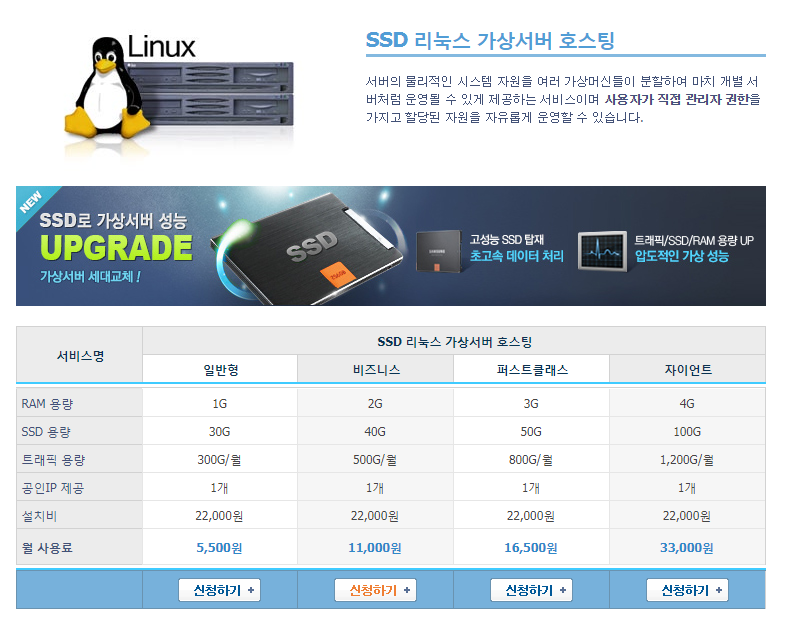 Linux
SSD 리눅스 가상서버 호스팅
서버의 물리적인 시스템 자원을 여러 가상머신들이 분할하여 마치 개별 서
버처럼 운영될 수 있게 제공하는 서비스이며 사용자가 직접 관리자 권한을
가지고 할당된 자원을 자유롭게 운영할 수 있습니다.
NEW
SSD로 가상서버 성능
UPGRADE
가상서버 세대교체 !
SSD
256GB
SAMSUNG
고성능 SSD 탑재
초고속 데이터 처리
트래픽/SSD/RAM 용량 UP
압도적인 가상 성능
서비스명 SSD 리눅스 가상서버 호스팅
일반형 비즈니스 퍼스트클래스 자이언트
RAM 용량 1G 2G 3G 4G
SSD 용량 30G 40G 50G 100G
트래픽 용량 300G/월 500G/월 800G/월 1,200G/월
공인IP 제공 1개 1개 1개 1개
설치비 22,000원 22,000원 22,000원 22,000원
월 사용료 5,500원 11,000원 16,500원 33,000원
신청하기 + 신청하기 + 신청하기 + 신청하기 +